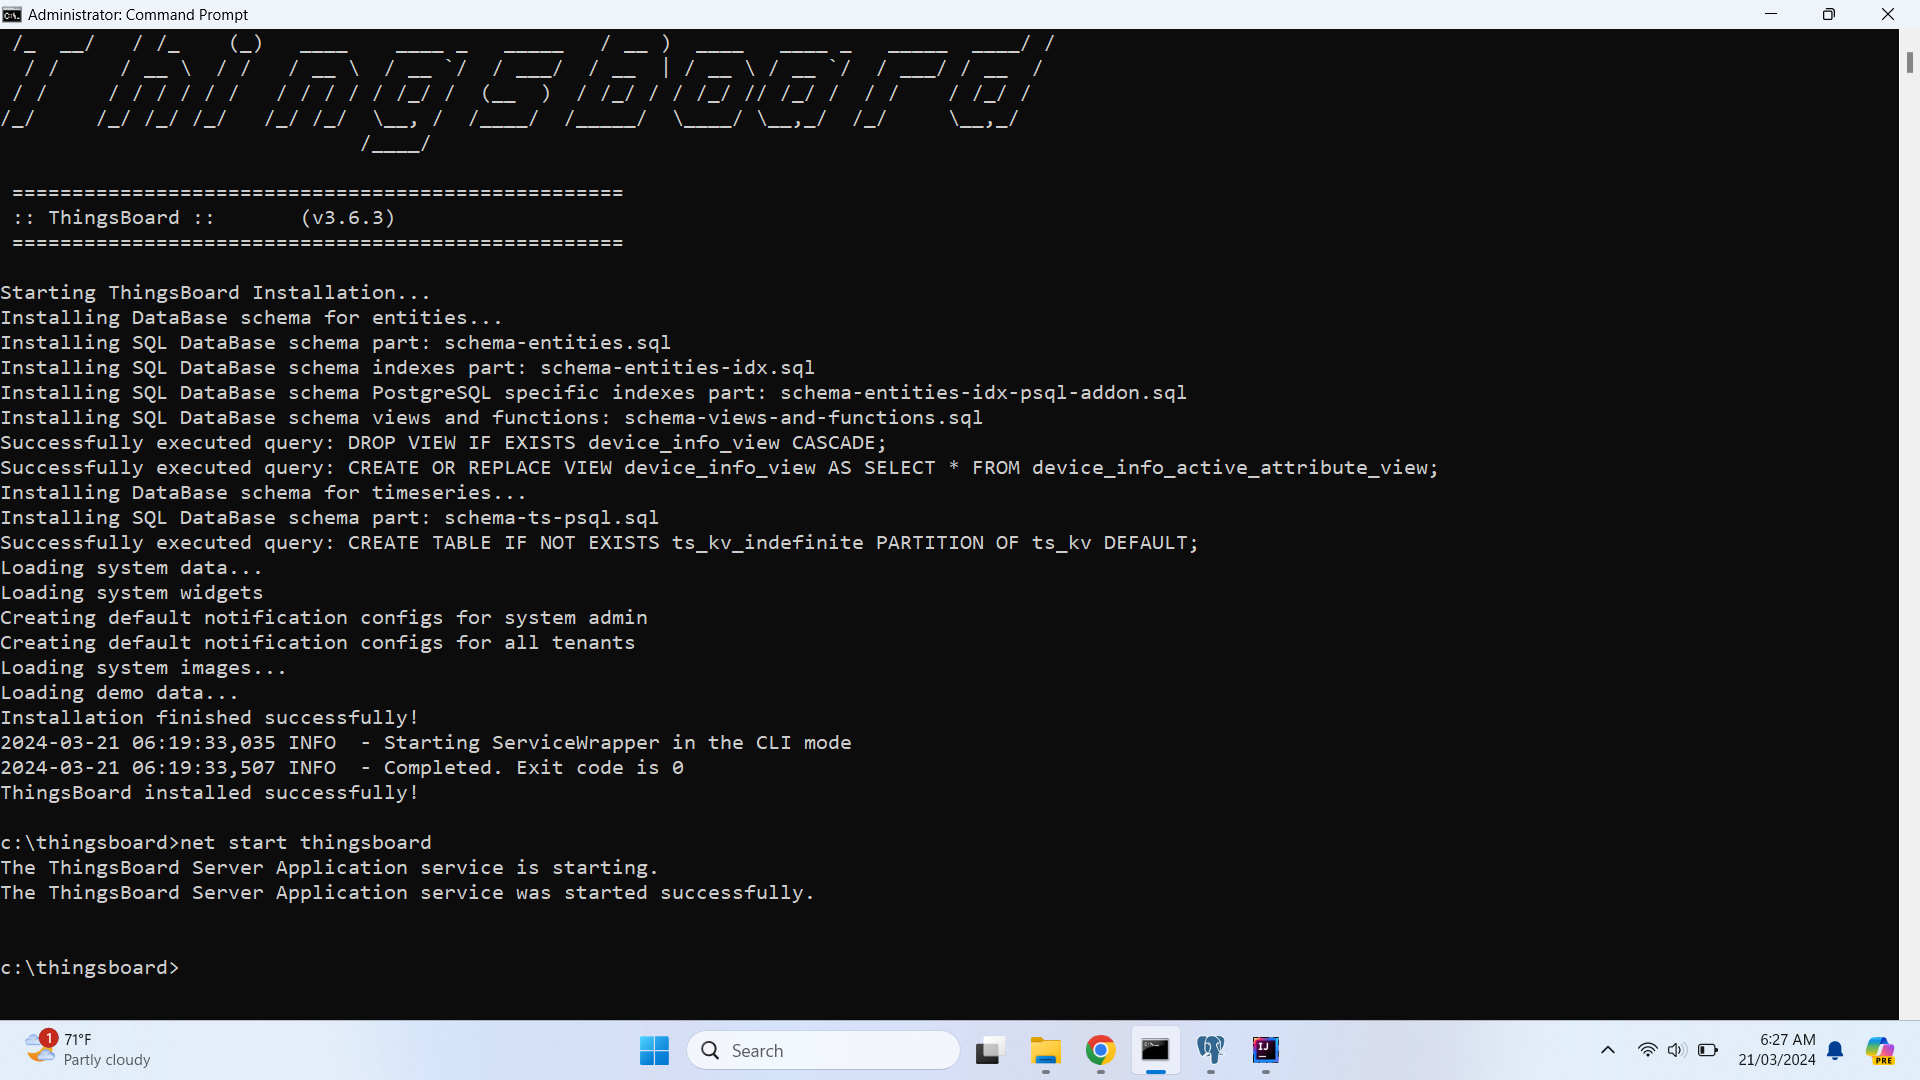 Administrator: Command Prompt
==================================================
:: ThingsBoard :: (v3.6.3)
==================================================
Starting ThingsBoard Installation...
Installing DataBase schema for entities...
Installing SQL DataBase schema part: schema-entities.sql
Installing SQL DataBase schema indexes part: schema-entities-idx.sql
Installing SQL DataBase schema PostgreSQL specific indexes part: schema-entities-idx-psql-addon.sql
Installing SQL DataBase schema views and functions: schema-views-and-functions.sql
Successfully executed query: DROP VIEW IF EXISTS device_info_view CASCADE;
Successfully executed query: CREATE OR REPLACE VIEW device_info_view AS SELECT * FROM device_info_active_attribute_view;
Installing DataBase schema for timeseries...
Installing SQL DataBase schema part: schema-ts-psql.sql
Successfully executed query: CREATE TABLE IF NOT EXISTS ts_kv_indefinite PARTITION OF ts_kv DEFAULT;
Loading system data...
Loading system widgets
Creating default notification configs for system admin
Creating default notification configs for all tenants
Loading system images...
Loading demo data...
Installation finished successfully!
2024-03-21 06:19:33,035 INFO  - Starting ServiceWrapper in the CLI mode
2024-03-21 06:19:33,507 INFO  - Completed. Exit code is 0
ThingsBoard installed successfully!
c:\thingsboard>net start thingsboard
The ThingsBoard Server Application service is starting.
The ThingsBoard Server Application service was started successfully.
c:\thingsboard>
1
71°F
Partly cloudy
Search
IJ
6:27 AM
21/03/2024
PRE